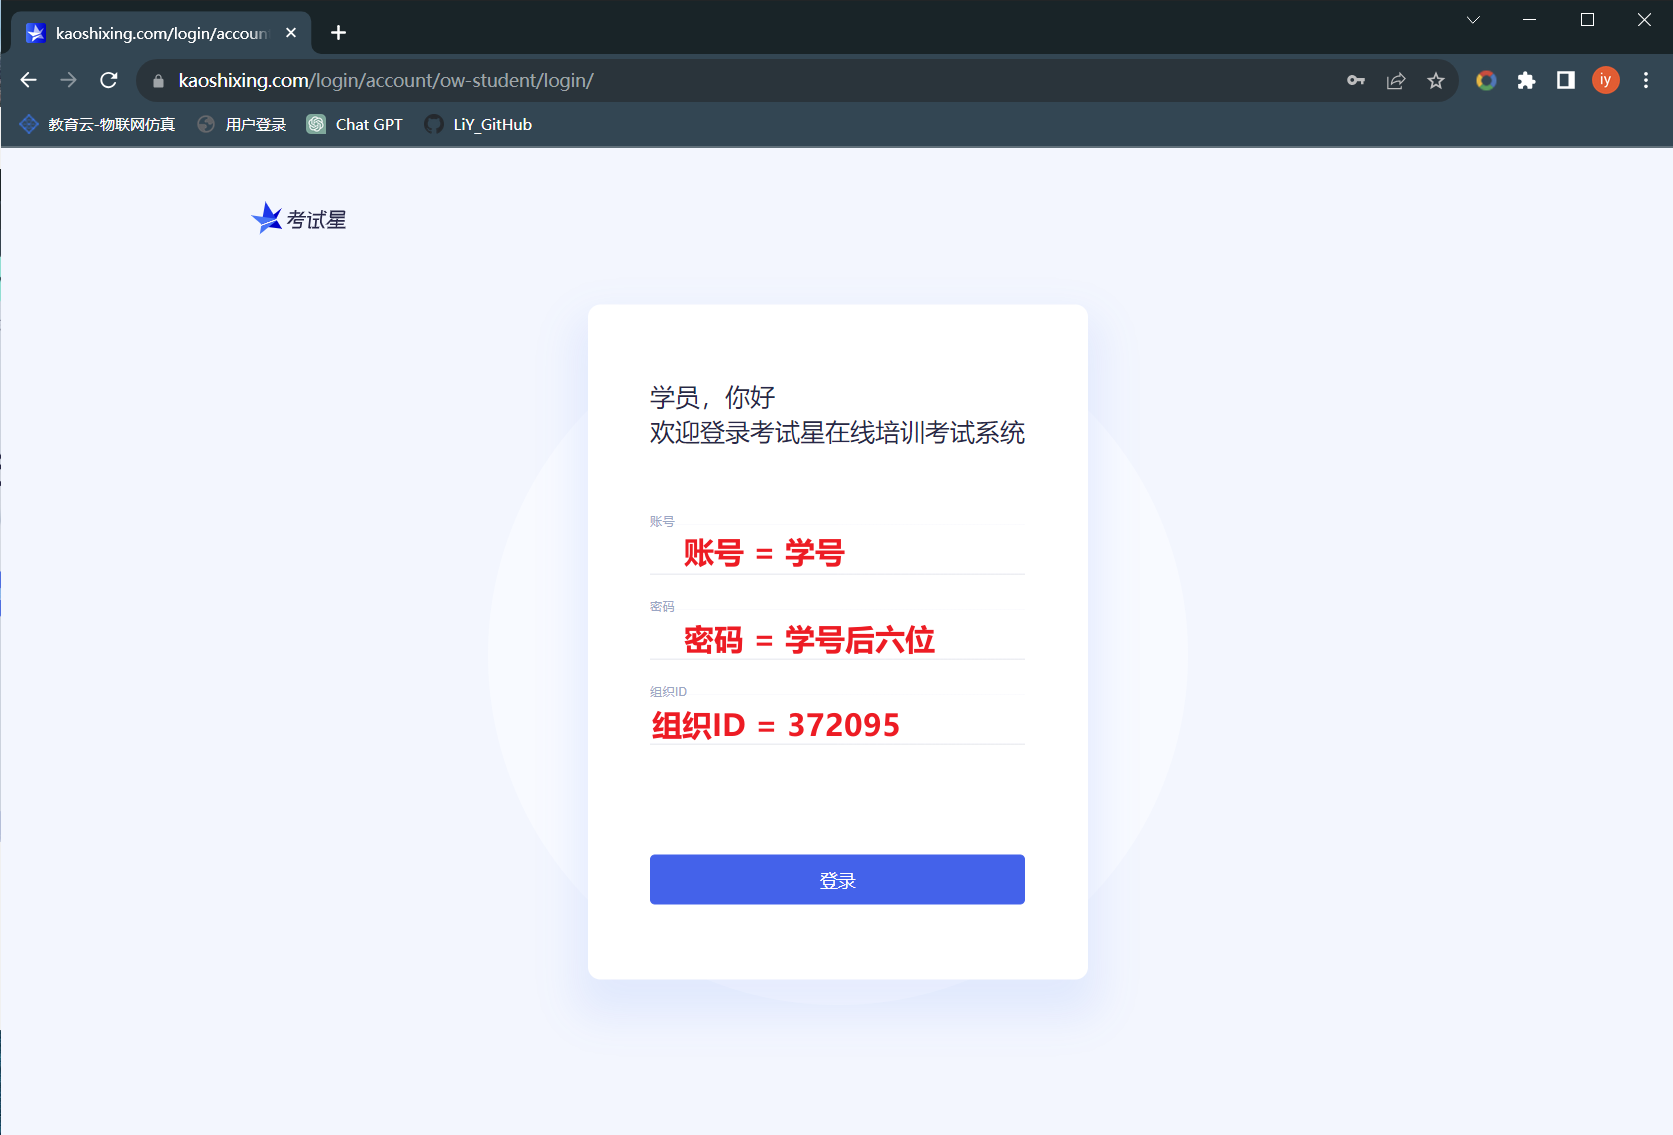 kaoshixing.com/login/accoun
kaoshixing.com/login/account/ow-student/login/
iy
教育云-物联网仿真
用户登录
Chat GPT
LiY_GitHub
考试星
学员，你好
欢迎登录考试星在线培训考试系统
账号
账号 = 学号
密码
密码 = 学号后六位
组织ID
组织ID = 372095
登录